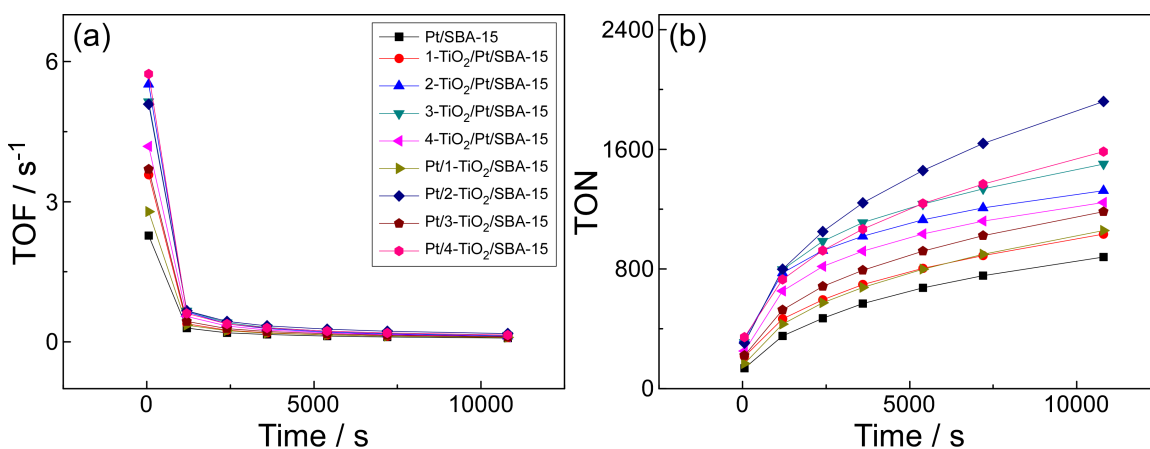 (a)
Pt/SBA-15
1-TiO₂/Pt/SBA-15
2-TiO₂/Pt/SBA-15
3-TiO₂/Pt/SBA-15
4-TiO₂/Pt/SBA-15
Pt/1-TiO₂/SBA-15
Pt/2-TiO₂/SBA-15
Pt/3-TiO₂/SBA-15
Pt/4-TiO₂/SBA-15
6
3
0
TOF / s⁻¹
0 5000 10000
Time / s
(b)
2400
1600
800
0
TON
0 5000 10000
Time / s